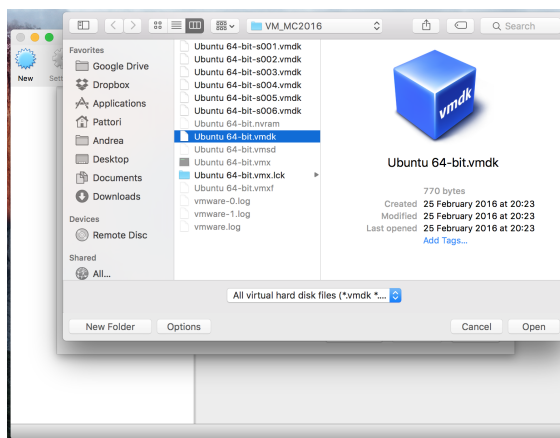 VM_MC2016
Search
New
Favorites
Google Drive
Dropbox
Applications
Pattori
Andrea
Desktop
Documents
Downloads
Devices
Remote Disc
Shared
All...
Ubuntu 64-bit-s001.vmdk
Ubuntu 64-bit-s002.vmdk
Ubuntu 64-bit-s003.vmdk
Ubuntu 64-bit-s004.vmdk
Ubuntu 64-bit-s005.vmdk
Ubuntu 64-bit-s006.vmdk
Ubuntu 64-bit.nvram
Ubuntu 64-bit.vmdk
Ubuntu 64-bit.vmsd
Ubuntu 64-bit.vmx
Ubuntu 64-bit.vmx.lck
Ubuntu 64-bit.vmxf
vmware-0.log
vmware-1.log
vmware.log
vmdk
Ubuntu 64-bit.vmdk
770 bytes
Created 25 February 2016 at 20:23
Modified 25 February 2016 at 20:23
Last opened 25 February 2016 at 20:23
Add Tags...
All virtual hard disk files (*.vmdk *....
New Folder
Options
Cancel
Open